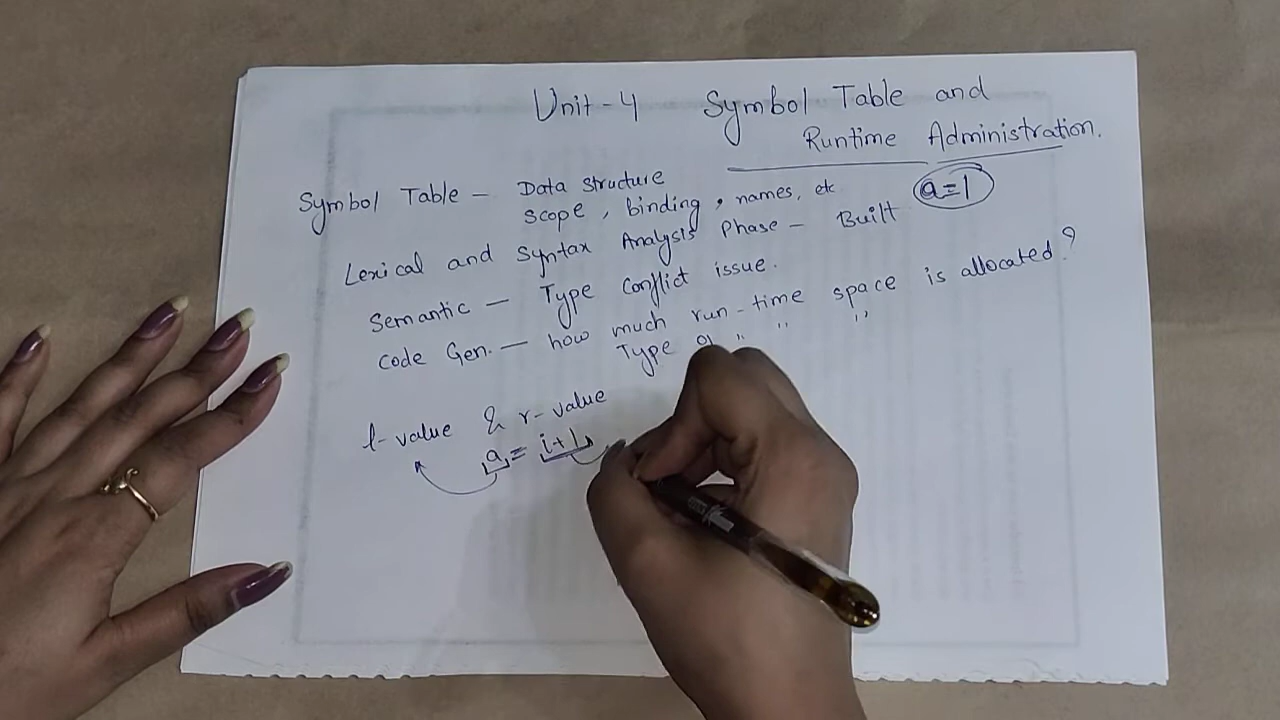 Unit-4 Symbol Table and
Runtime Administration.
Symbol Table - Data Structure
Scope, binding, names, etc
a=1
Lexical and Syntax Analysis Phase - Built
Semantic - Type Conflict issue.
Code Gen. - how much run-time space is allocated?
Type " " "
l-value & r-value
a = i+1